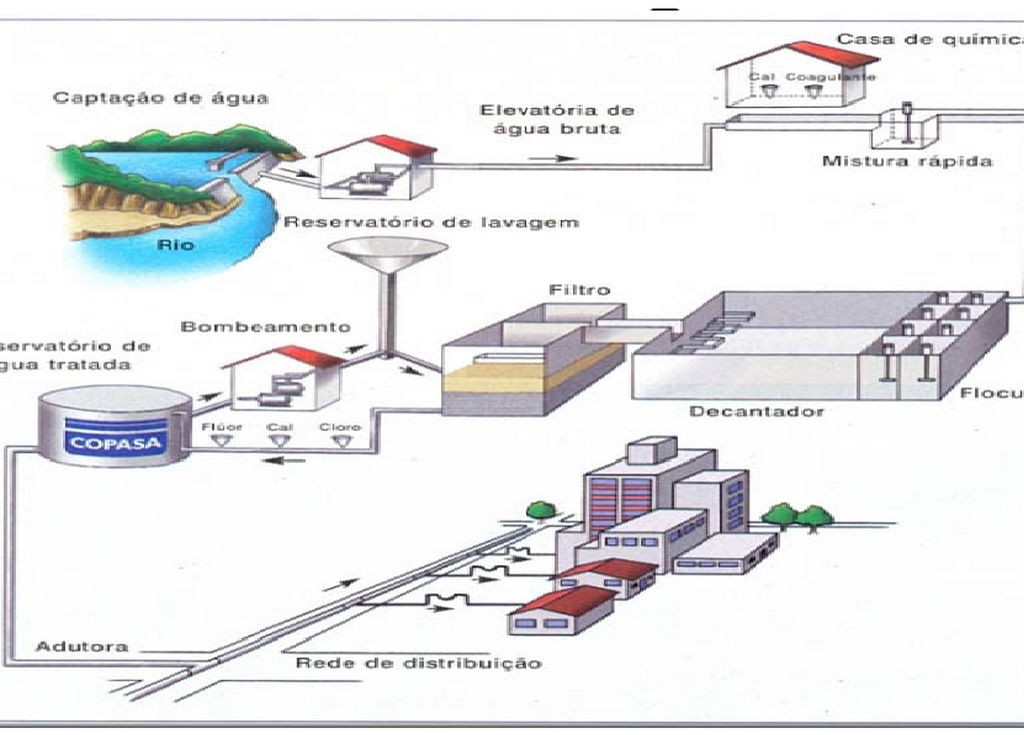 Casa de química
Captação de água
Cal Coagulante
Elevatória de
água bruta
Mistura rápida
Reservatório de lavagem
Rio
Filtro
Bombeamento
servatório de
gua tratada
Flocu
Decantador
Flúor Cal Cloro
COPASA
Adutora
Rede de distribuição